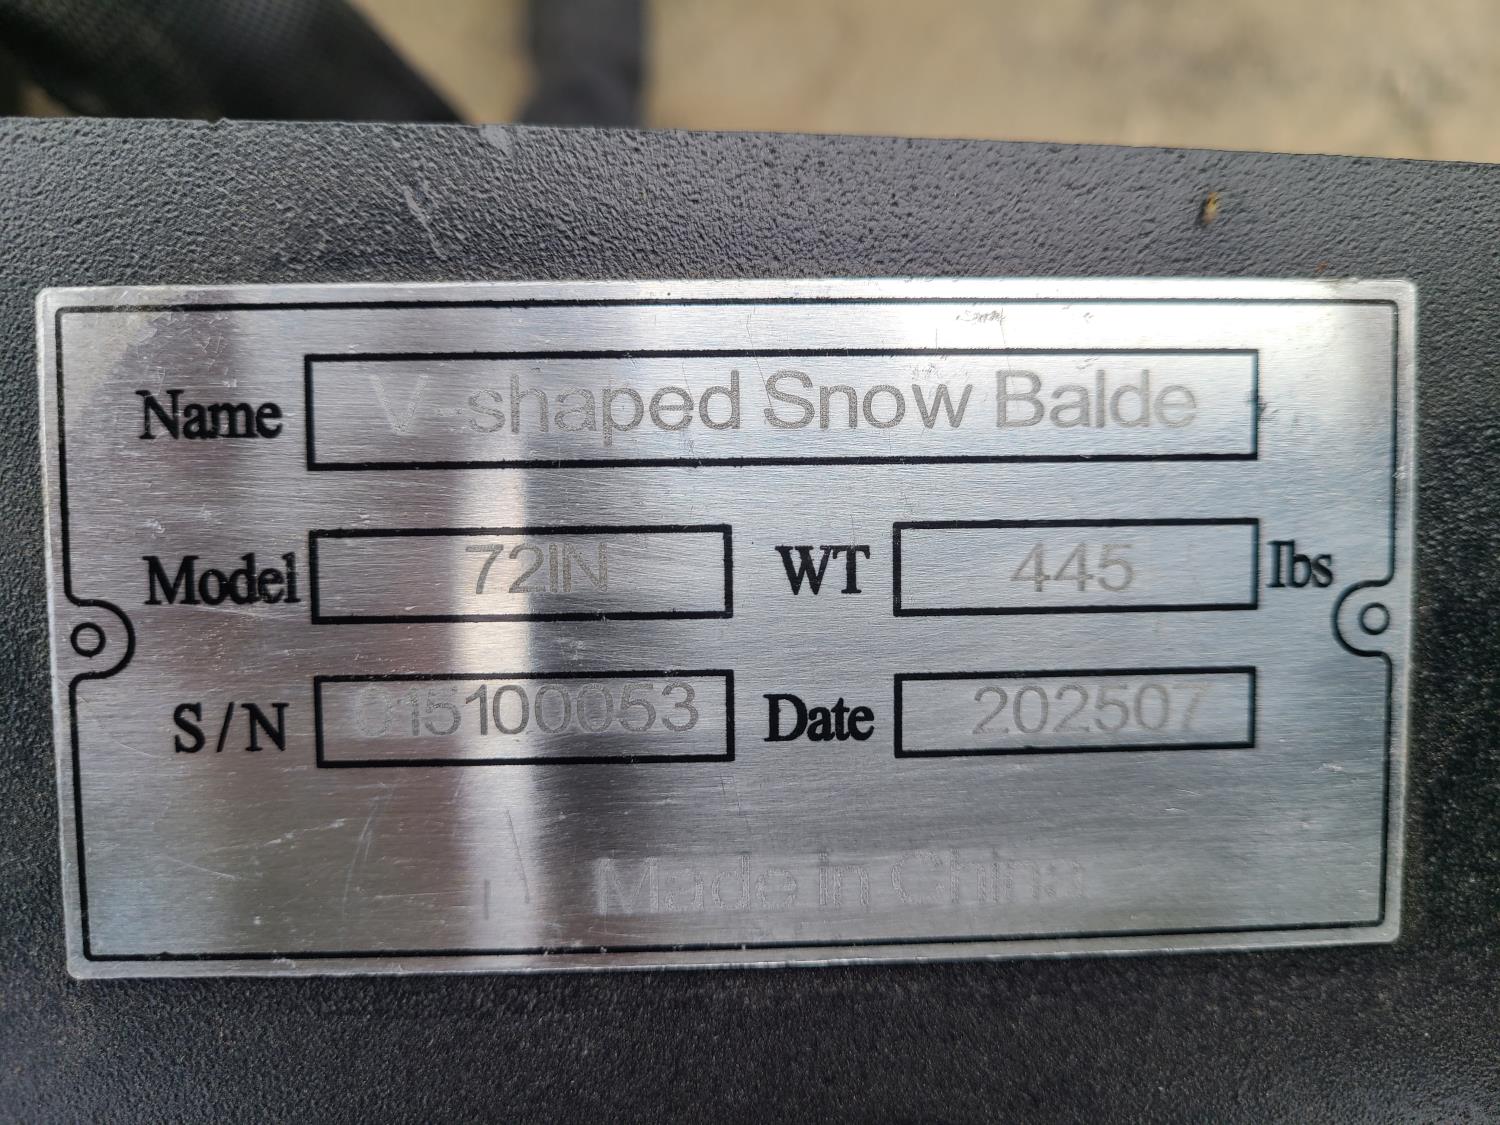 Name V-shaped Snow Balde
Model 72IN WT 445 lbs
S/N 015100053 Date 202507
Made in China